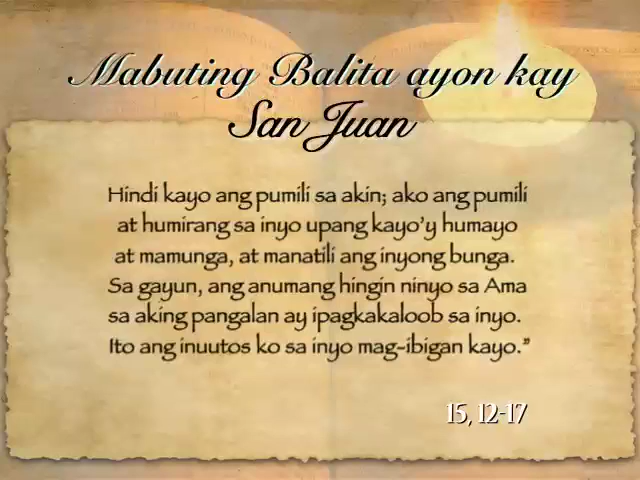 Mabuting Balita ayon kay
San Juan
Hindi kayo ang pumili sa akin; ako ang pumili
at humirang sa inyo upang kayo'y humayo
at mamunga, at manatili ang inyong bunga.
Sa gayun, ang anumang hingin ninyo sa Ama
sa aking pangalan ay ipagkakaloob sa inyo.
Ito ang inuutos ko sa inyo mag-ibigan kayo."
15, 12-17